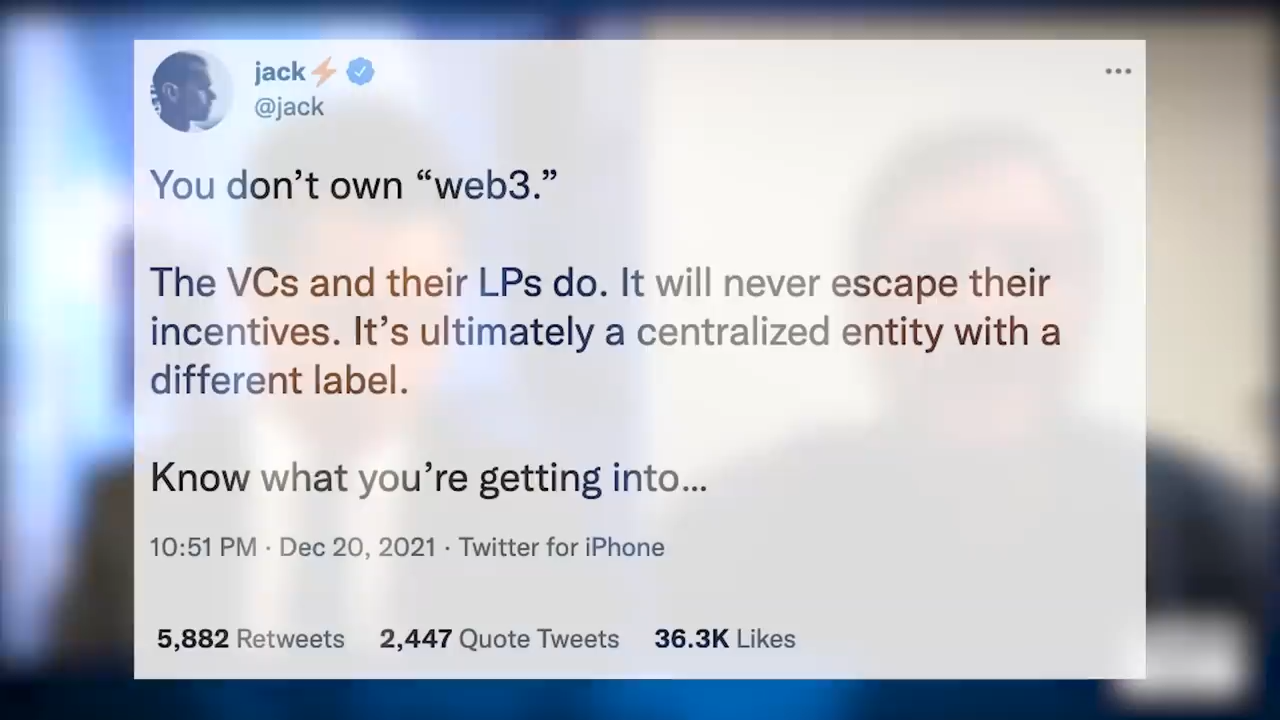 jack⚡
@jack
You don’t own “web3.”
The VCs and their LPs do. It will never escape their
incentives. It’s ultimately a centralized entity with a
different label.
Know what you’re getting into…
10:51 PM · Dec 20, 2021 · Twitter for iPhone
5,882 Retweets 2,447 Quote Tweets 36.3K Likes